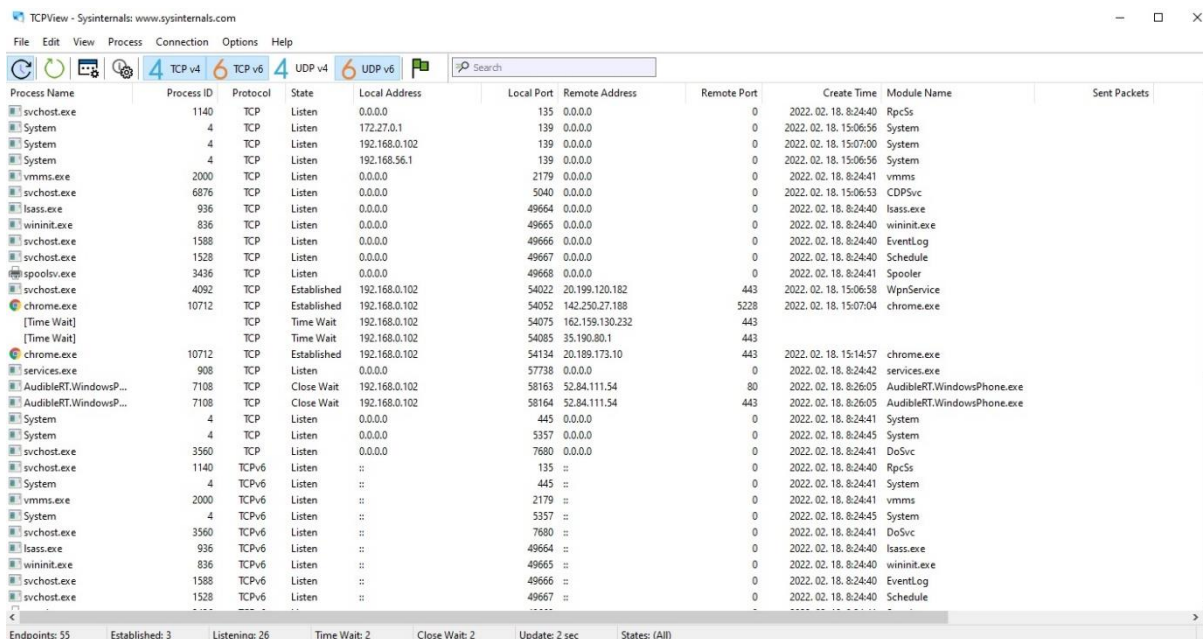 TCPView - Sysinternals: www.sysinternals.com
File Edit View Process Connection Options Help
4 TCP v4 6 TCP v6 4 UDP v4 6 UDP v6 Search
Process Name Process ID Protocol State Local Address Local Port Remote Address Remote Port Create Time Module Name Sent Packets
svchost.exe 1140 TCP Listen 0.0.0.0 135 0.0.0.0 0 2022. 02. 18. 8:24:40 RpcSs
System 4 TCP Listen 172.27.0.1 139 0.0.0.0 0 2022. 02. 18. 15:06:56 System
System 4 TCP Listen 192.168.0.102 139 0.0.0.0 0 2022. 02. 18. 15:07:00 System
System 4 TCP Listen 192.168.56.1 139 0.0.0.0 0 2022. 02. 18. 15:06:56 System
vmms.exe 2000 TCP Listen 0.0.0.0 2179 0.0.0.0 0 2022. 02. 18. 8:24:41 vmms
svchost.exe 6876 TCP Listen 0.0.0.0 5040 0.0.0.0 0 2022. 02. 18. 15:06:53 CDPSvc
lsass.exe 936 TCP Listen 0.0.0.0 49664 0.0.0.0 0 2022. 02. 18. 8:24:40 lsass.exe
wininit.exe 836 TCP Listen 0.0.0.0 49665 0.0.0.0 0 2022. 02. 18. 8:24:40 wininit.exe
svchost.exe 1588 TCP Listen 0.0.0.0 49666 0.0.0.0 0 2022. 02. 18. 8:24:40 EventLog
svchost.exe 1528 TCP Listen 0.0.0.0 49667 0.0.0.0 0 2022. 02. 18. 8:24:40 Schedule
spoolsv.exe 3436 TCP Listen 0.0.0.0 49668 0.0.0.0 0 2022. 02. 18. 8:24:41 Spooler
svchost.exe 4092 TCP Established 192.168.0.102 54022 20.199.120.182 443 2022. 02. 18. 15:06:58 WpnService
chrome.exe 10712 TCP Established 192.168.0.102 54052 142.250.27.188 5228 2022. 02. 18. 15:07:04 chrome.exe
[Time Wait] TCP Time Wait 192.168.0.102 54075 162.159.130.232 443
[Time Wait] TCP Time Wait 192.168.0.102 54085 35.190.80.1 443
chrome.exe 10712 TCP Established 192.168.0.102 54134 20.189.173.10 443 2022. 02. 18. 15:14:57 chrome.exe
services.exe 908 TCP Listen 0.0.0.0 57738 0.0.0.0 0 2022. 02. 18. 8:24:42 services.exe
AudibleRT.WindowsP... 7108 TCP Close Wait 192.168.0.102 58163 52.84.111.54 80 2022. 02. 18. 8:26:05 AudibleRT.WindowsPhone.exe
AudibleRT.WindowsP... 7108 TCP Close Wait 192.168.0.102 58164 52.84.111.54 443 2022. 02. 18. 8:26:05 AudibleRT.WindowsPhone.exe
System 4 TCP Listen 0.0.0.0 445 0.0.0.0 0 2022. 02. 18. 8:24:41 System
System 4 TCP Listen 0.0.0.0 5357 0.0.0.0 0 2022. 02. 18. 8:24:45 System
svchost.exe 3560 TCP Listen 0.0.0.0 7680 0.0.0.0 0 2022. 02. 18. 8:24:41 DoSvc
svchost.exe 1140 TCPv6 Listen :: 135 :: 0 2022. 02. 18. 8:24:40 RpcSs
System 4 TCPv6 Listen :: 445 :: 0 2022. 02. 18. 8:24:41 System
vmms.exe 2000 TCPv6 Listen :: 2179 :: 0 2022. 02. 18. 8:24:41 vmms
System 4 TCPv6 Listen :: 5357 :: 0 2022. 02. 18. 8:24:45 System
svchost.exe 3560 TCPv6 Listen :: 7680 :: 0 2022. 02. 18. 8:24:41 DoSvc
lsass.exe 936 TCPv6 Listen :: 49664 :: 0 2022. 02. 18. 8:24:40 lsass.exe
wininit.exe 836 TCPv6 Listen :: 49665 :: 0 2022. 02. 18. 8:24:40 wininit.exe
svchost.exe 1588 TCPv6 Listen :: 49666 :: 0 2022. 02. 18. 8:24:40 EventLog
svchost.exe 1528 TCPv6 Listen :: 49667 :: 0 2022. 02. 18. 8:24:40 Schedule
Endpoints: 55 Established: 3 Listening: 26 Time Wait: 2 Close Wait: 2 Update: 2 sec States: (All)